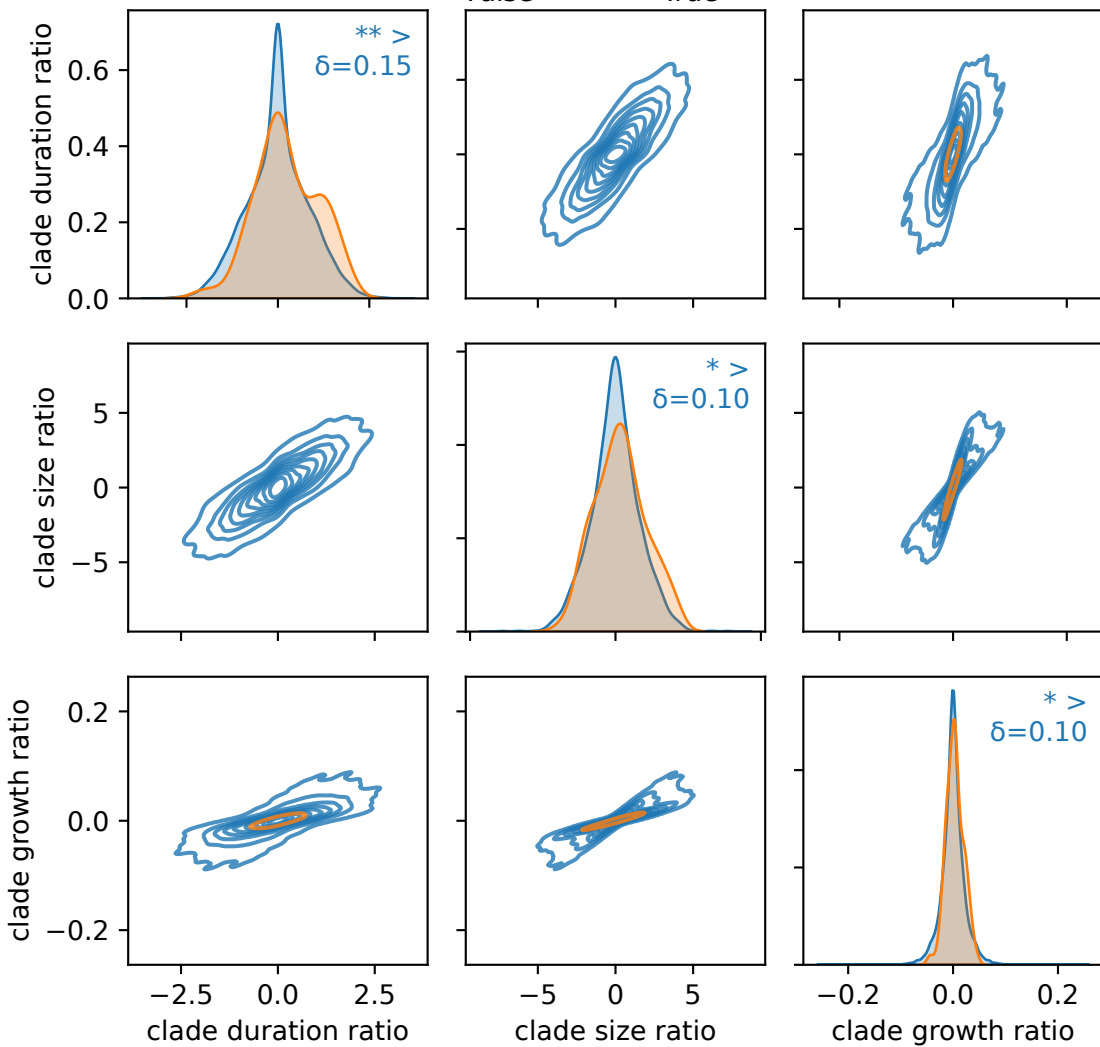 ** >
δ=0.15
clade duration ratio
0.6
0.4
0.2
0.0
* >
δ=0.10
clade size ratio
5
0
−5
* >
δ=0.10
clade growth ratio
0.2
0.0
−0.2
−2.5 0.0 2.5
−5 0 5
−0.2 0.0 0.2
clade duration ratio
clade size ratio
clade growth ratio